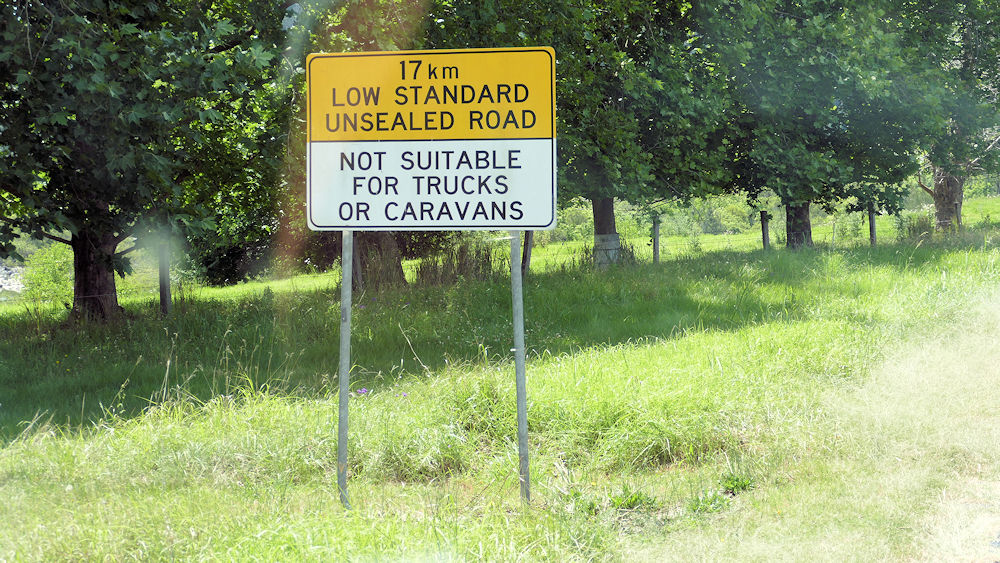 17km
LOW STANDARD
UNSEALED ROAD
NOT SUITABLE
FOR TRUCKS
OR CARAVANS